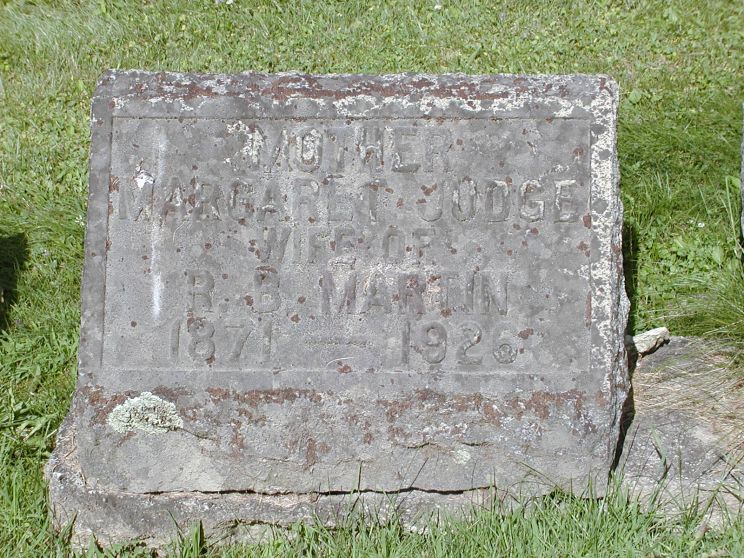 MOTHER
MARGARET JUDGE
WIFE OF
R. B. MARTIN
1871 — 1926